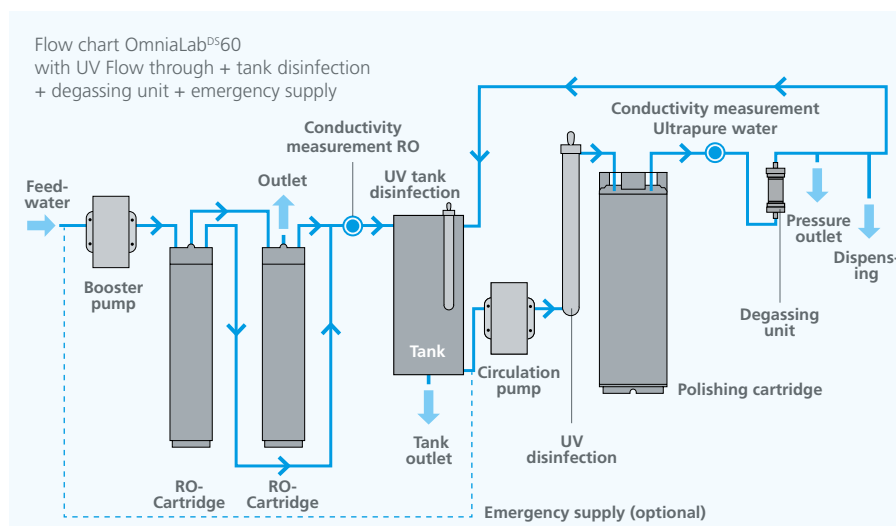 Flow chart OmniaLabDS60
with UV Flow through + tank disinfection
+ degassing unit + emergency supply
Conductivity
measurement RO
Conductivity measurement
Ultrapure water
Feed-
water
Outlet
UV tank
disinfection
Pressure
outlet
Dispens-
ing
Booster
pump
Degassing
unit
Tank
Circulation
pump
Polishing cartridge
Tank
outlet
UV
disinfection
RO-
Cartridge
RO-
Cartridge
Emergency supply (optional)